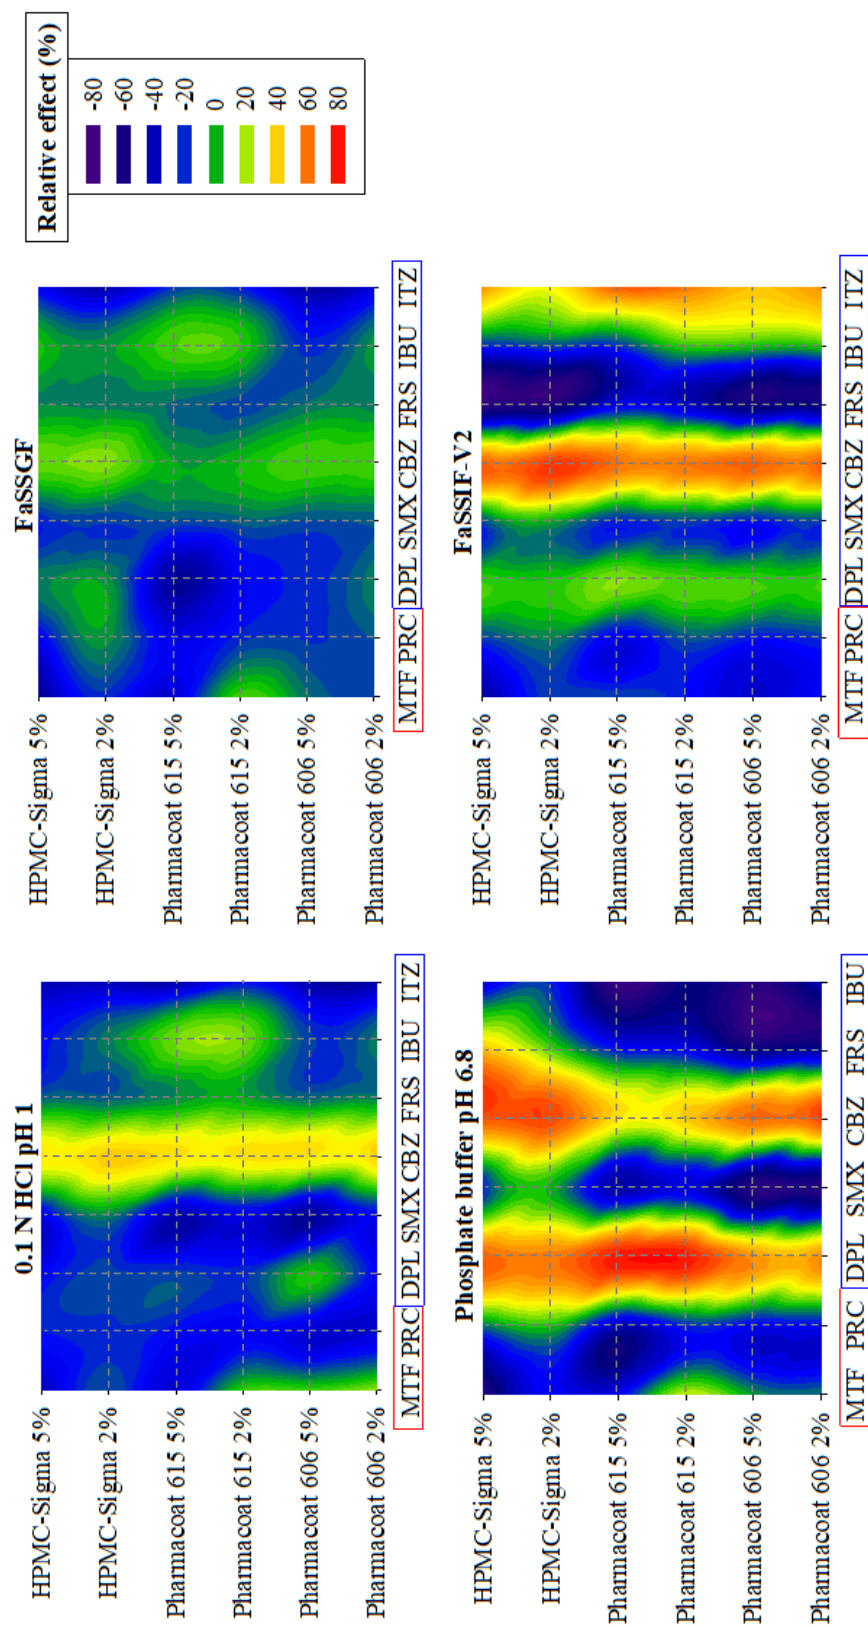 0.1 N HCl pH 1
HPMC-Sigma 5%
HPMC-Sigma 2%
Pharmacoat 615 5%
Pharmacoat 615 2%
Pharmacoat 606 5%
Pharmacoat 606 2%
MTF PRC DPL SMX CBZ FRS IBU ITZ
FaSSGF
HPMC-Sigma 5%
HPMC-Sigma 2%
Pharmacoat 615 5%
Pharmacoat 615 2%
Pharmacoat 606 5%
Pharmacoat 606 2%
MTF PRC DPL SMX CBZ FRS IBU ITZ
Relative effect (%)
-80
-60
-40
-20
0
20
40
60
80
Phosphate buffer pH 6.8
HPMC-Sigma 5%
HPMC-Sigma 2%
Pharmacoat 615 5%
Pharmacoat 615 2%
Pharmacoat 606 5%
Pharmacoat 606 2%
MTF PRC DPL SMX CBZ FRS IBU
FaSSIF-V2
HPMC-Sigma 5%
HPMC-Sigma 2%
Pharmacoat 615 5%
Pharmacoat 615 2%
Pharmacoat 606 5%
Pharmacoat 606 2%
MTF PRC DPL SMX CBZ FRS IBU ITZ